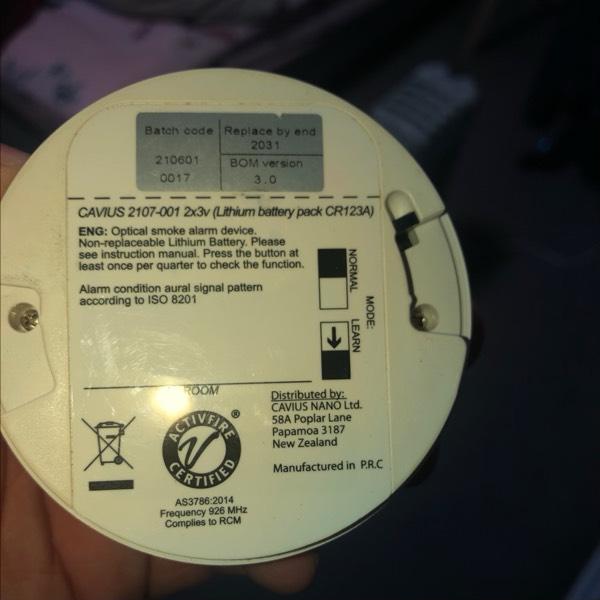 Batch code
210601
0017
Replace by end
2031
BOM version
3.0
CAVIUS 2107-001 2x3v (Lithium battery pack CR123A)
ENG: Optical smoke alarm device.
Non-replaceable Lithium Battery. Please
see instruction manual. Press the button at
least once per quarter to check the function.
Alarm condition aural signal pattern
according to ISO 8201
NORMAL
MODE:
LEARN
ROOM
ACTIVFIRE
®
CERTIFIED
AS3786:2014
Frequency 926 MHz
Complies to RCM
Distributed by:
CAVIUS NANO Ltd.
58A Poplar Lane
Papamoa 3187
New Zealand
Manufactured in P.R.C